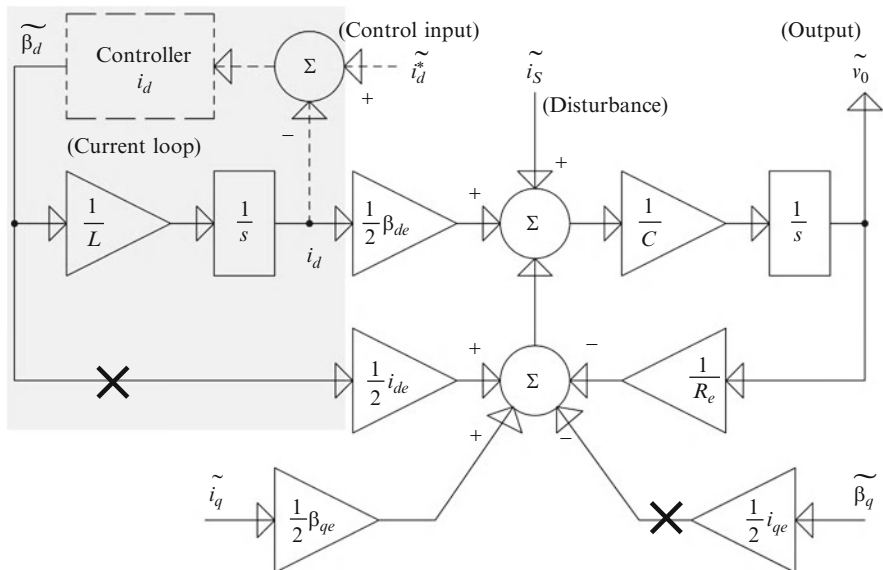 β̃d
Controller
id
Σ
(Control input)
ĩd*
+
−
(Current loop)
ĩS
(Disturbance)
+
(Output)
ṽ0
1/L
1/s
id
1/2 βde
+
Σ
1/C
1/s
1/2 ide
+
Σ
−
1/Re
+
−
ĩq
1/2 βqe
1/2 iqe
β̃q